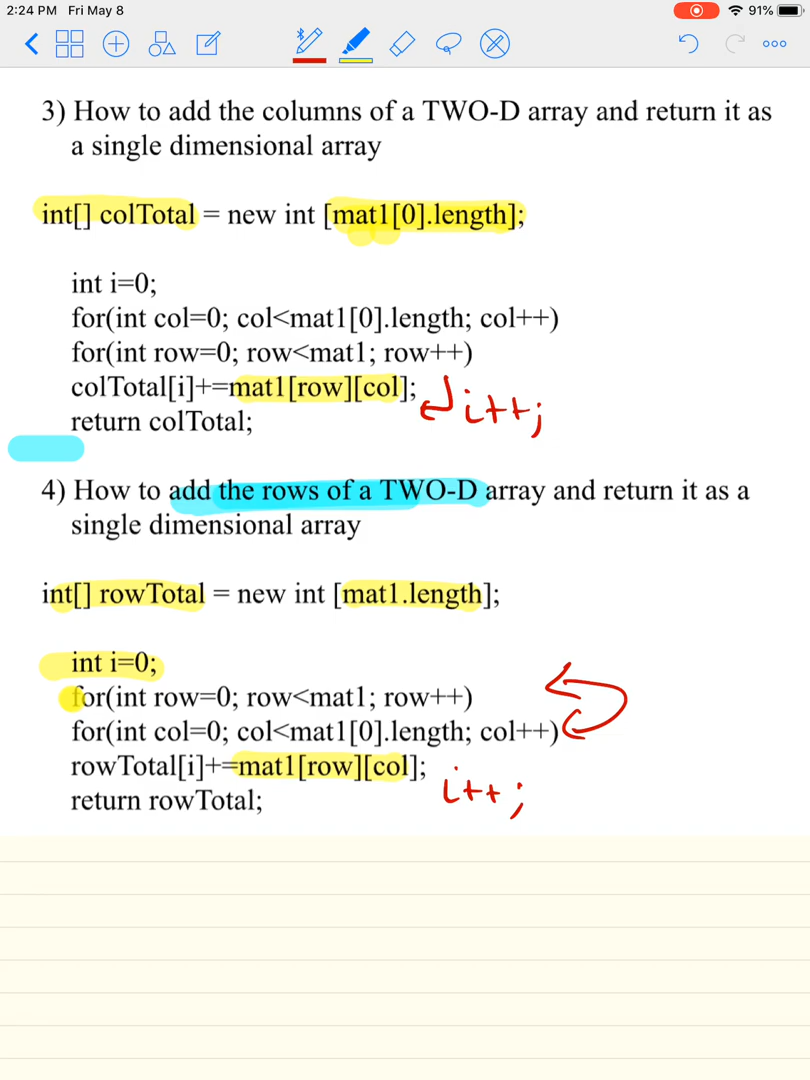 2:24 PM Fri May 8
91%
3) How to add the columns of a TWO-D array and return it as
a single dimensional array
int[] colTotal = new int [mat1[0].length];
int i=0;
for(int col=0; col<mat1[0].length; col++)
for(int row=0; row<mat1; row++)
colTotal[i]+=mat1[row][col];
i++;
return colTotal;
4) How to add the rows of a TWO-D array and return it as a
single dimensional array
int[] rowTotal = new int [mat1.length];
int i=0;
for(int row=0; row<mat1; row++)
for(int col=0; col<mat1[0].length; col++)
rowTotal[i]+=mat1[row][col];
i++;
return rowTotal;